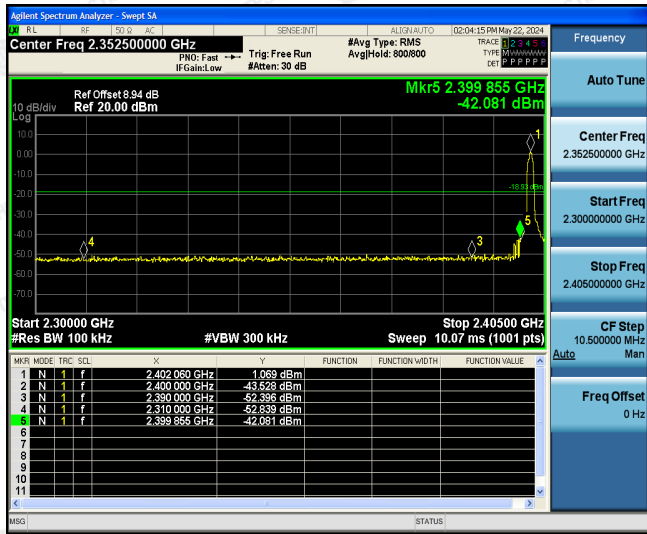 Agilent Spectrum Analyzer - Swept SA
RL RF 50 Ω AC SENSE:INT ALIGN AUTO 02:04:15 PM May 22, 2024
Center Freq 2.352500000 GHz
PNO: Fast
IFGain:Low
Trig: Free Run
#Atten: 30 dB
#Avg Type: RMS
Avg|Hold: 800/800
TRACE 1 2 3 4 5 6
TYPE M W W W W W
DET P P P P P P
Ref Offset 8.94 dB
10 dB/div Ref 20.00 dBm
Mkr5 2.399 855 GHz
-42.081 dBm
Log
10.0
0.00
-10.0
-20.0
-30.0
-40.0
-50.0
-60.0
-70.0
1
-18.93 dBm
5
4
3
Start 2.30000 GHz Stop 2.40500 GHz
#Res BW 100 kHz #VBW 300 kHz Sweep 10.07 ms (1001 pts)
MKR MODE TRC SCL X Y FUNCTION FUNCTION WIDTH FUNCTION VALUE
1 N 1 f 2.402 060 GHz 1.069 dBm
2 N 1 f 2.400 000 GHz -43.528 dBm
3 N 1 f 2.390 000 GHz -52.396 dBm
4 N 1 f 2.310 000 GHz -52.839 dBm
5 N 1 f 2.399 855 GHz -42.081 dBm
6
7
8
9
10
11
MSG STATUS
Frequency
Auto Tune
Center Freq
2.352500000 GHz
Start Freq
2.300000000 GHz
Stop Freq
2.405000000 GHz
CF Step
10.500000 MHz
Auto Man
Freq Offset
0 Hz